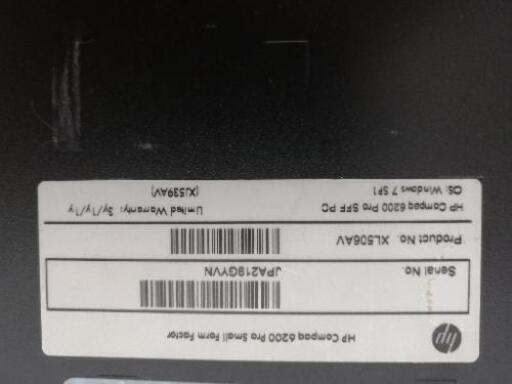 hp HP Compaq 6200 Pro Small Form Factor
Serial No. JPA219GYVN
Product No. XL506AV
HP Compaq 6200 Pro SFF PC Limited Warranty: 3y/1y/1y
OS: Windows 7 SP1 (XL539AV)